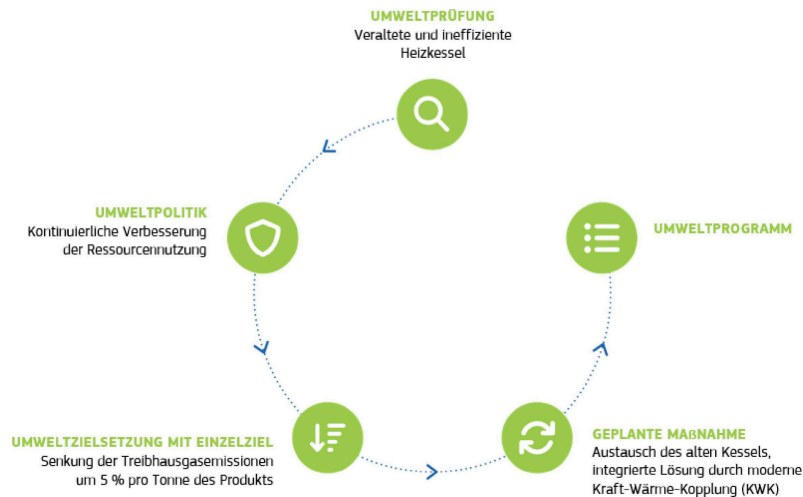 UMWELTPRÜFUNG
Veraltete und ineffiziente
Heizkessel
UMWELTPOLITIK
Kontinuierliche Verbesserung
der Ressourcennutzung
UMWELTZIELSETZUNG MIT EINZELZIEL
Senkung der Treibhausgasemissionen
um 5 % pro Tonne des Produkts
GEPLANTE MAßNAHME
Austausch des alten Kessels,
integrierte Lösung durch moderne
Kraft-Wärme-Kopplung (KWK)
UMWELTPROGRAMM